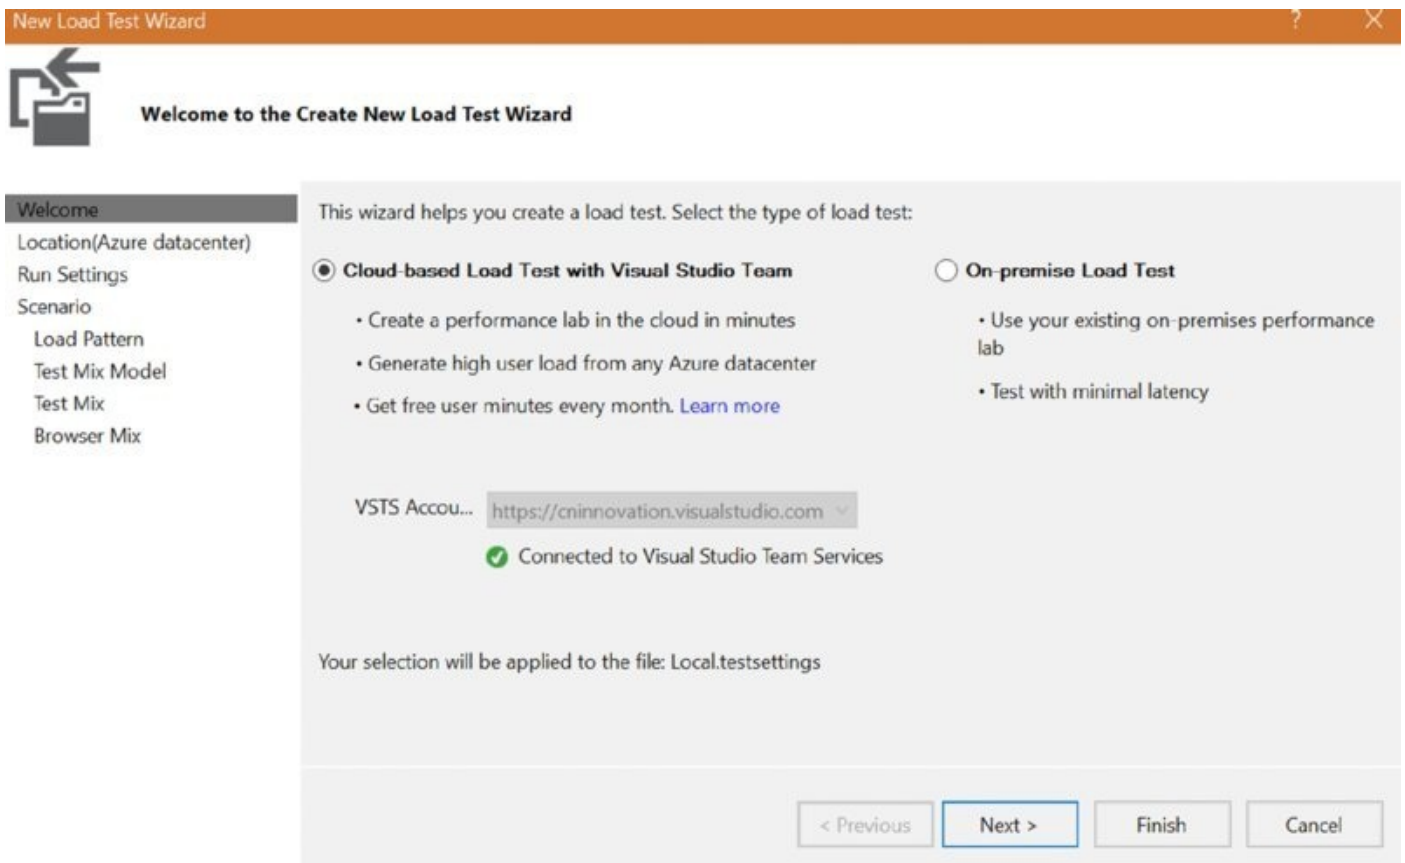 New Load Test Wizard
?
Welcome to the Create New Load Test Wizard
Welcome
Location(Azure datacenter)
Run Settings
Scenario
Load Pattern
Test Mix Model
Test Mix
Browser Mix
This wizard helps you create a load test. Select the type of load test:
Cloud-based Load Test with Visual Studio Team
• Create a performance lab in the cloud in minutes
• Generate high user load from any Azure datacenter
• Get free user minutes every month. Learn more
On-premise Load Test
• Use your existing on-premises performance
lab
• Test with minimal latency
VSTS Accou... https://cninnovation.visualstudio.com
Connected to Visual Studio Team Services
Your selection will be applied to the file: Local.testsettings
< Previous Next > Finish Cancel